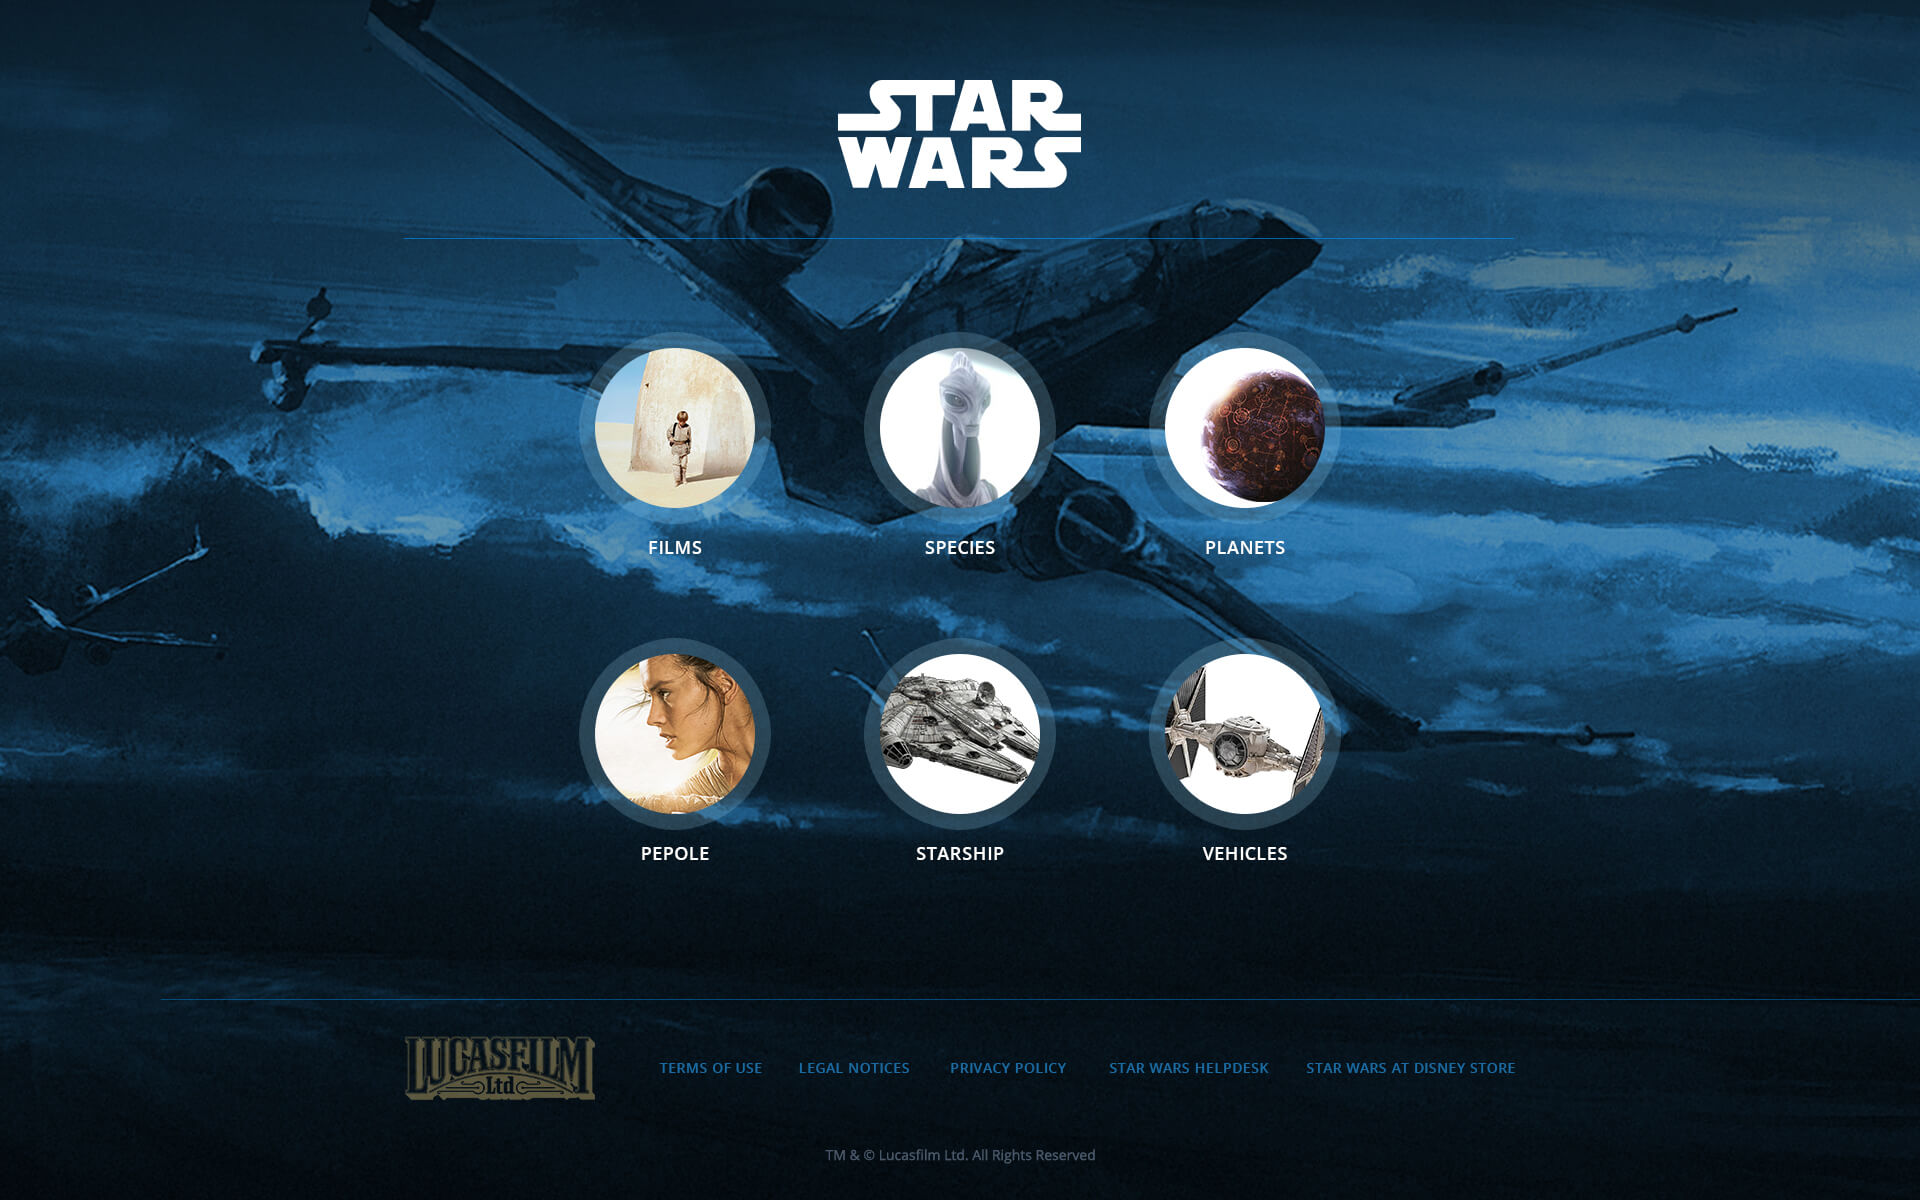 STAR
WARS
FILMS
SPECIES
PLANETS
PEPOLE
STARSHIP
VEHICLES
LUCASFILM
Ltd
TERMS OF USE
LEGAL NOTICES
PRIVACY POLICY
STAR WARS HELPDESK
STAR WARS AT DISNEY STORE
TM & © Lucasfilm Ltd. All Rights Reserved